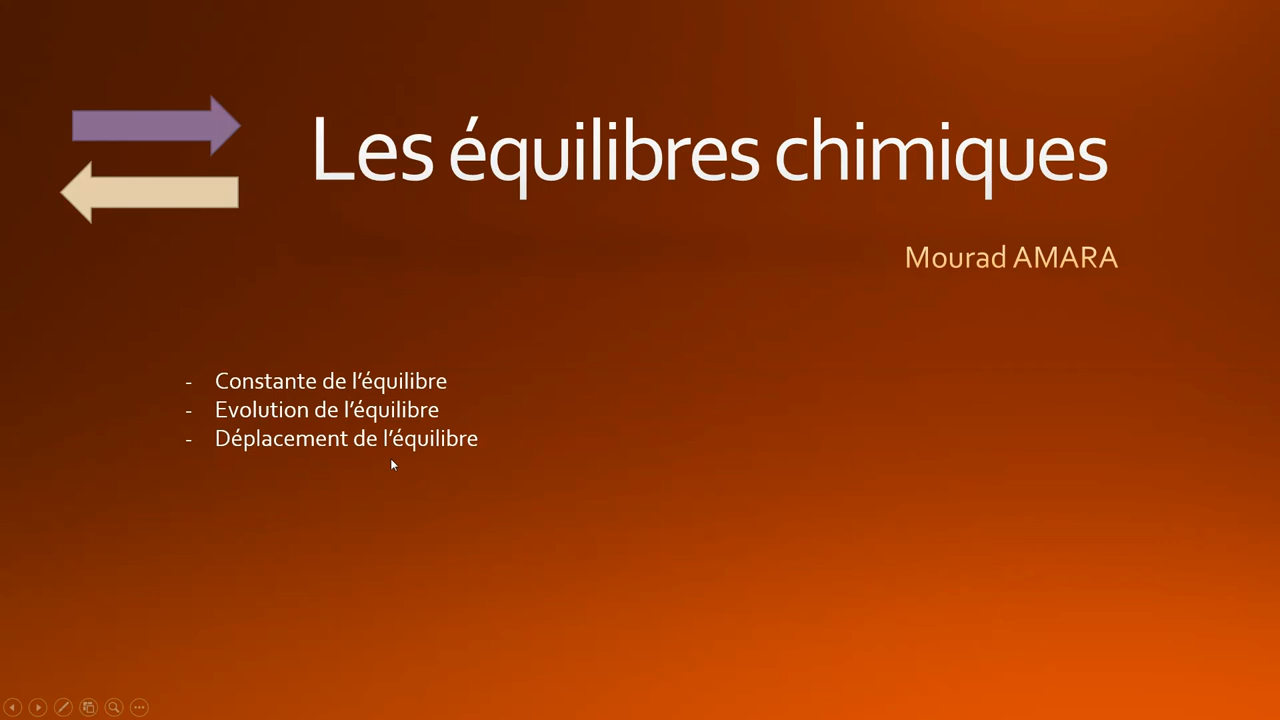 Les équilibres chimiques
Mourad AMARA
- Constante de l'équilibre
- Evolution de l'équilibre
- Déplacement de l'équilibre